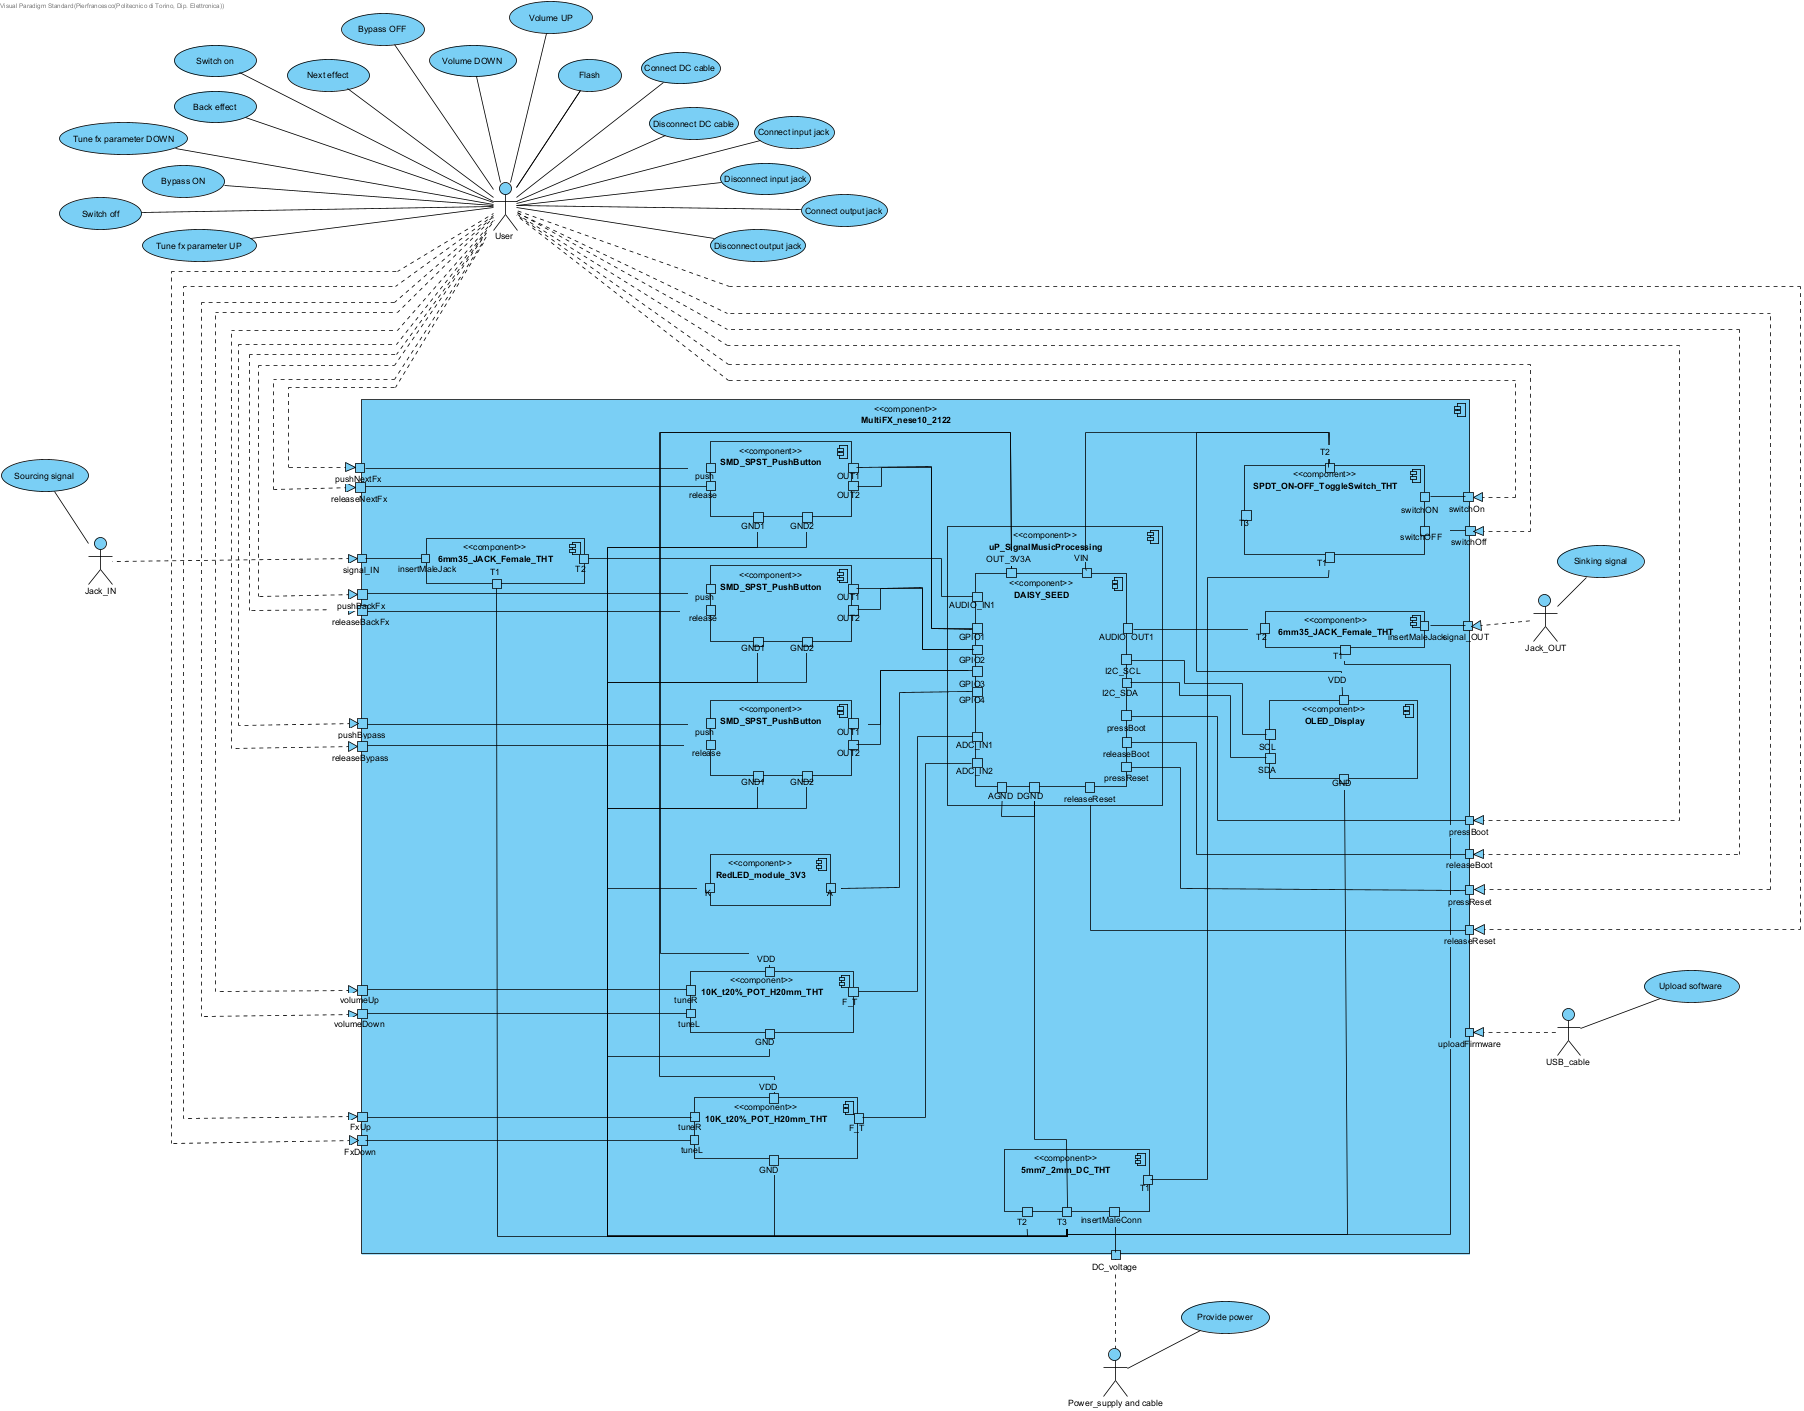 Visual Paradigm Standard(Pierfrancesco(Politecnico di Torino, Dip. Elettronica))
Volume UP
Bypass OFF
Switch on
Volume DOWN
Next effect
Flash
Connect DC cable
Back effect
Disconnect DC cable
Connect input jack
Tune fx parameter DOWN
Bypass ON
Disconnect input jack
Switch off
Connect output jack
Tune fx parameter UP
User
Disconnect output jack
<<component>>
MultiFX_nese10_2122
<<component>>
SMD_SPST_PushButton
push
release
OUT1
OUT2
GND1
GND2
pushNextFx
releaseNextFx
T2
<<component>>
SPDT_ON-OFF_ToggleSwitch_THT
T3
switchON
switchOFF
T1
switchOn
switchOff
Sourcing signal
Jack_IN
signal_IN
<<component>>
6mm35_JACK_Female_THT
insertMaleJack
T1
T2
pushBackFx
releaseBackFx
<<component>>
SMD_SPST_PushButton
push
release
OUT1
OUT2
GND1
GND2
<<component>>
uP_SignalMusicProcessing
OUT_3V3A
VIN
<<component>>
DAISY_SEED
AUDIO_IN1
GPIO1
GPIO2
GPIO3
GPIO4
ADC_IN1
ADC_IN2
AUDIO_OUT1
I2C_SCL
I2C_SDA
pressBoot
releaseBoot
pressReset
AGND
DGND
releaseReset
Sinking signal
Jack_OUT
<<component>>
6mm35_JACK_Female_THT
T2
insertMaleJack
signal_OUT
T1
VDD
<<component>>
OLED_Display
SCL
SDA
GND
pushBypass
releaseBypass
<<component>>
SMD_SPST_PushButton
push
release
OUT1
OUT2
GND1
GND2
pressBoot
releaseBoot
pressReset
releaseReset
<<component>>
RedLED_module_3V3
K
A
VDD
<<component>>
10K_t20%_POT_H20mm_THT
tuneR
tuneL
F_T
GND
volumeUp
volumeDown
Upload software
uploadFirmware
USB_cable
VDD
<<component>>
10K_t20%_POT_H20mm_THT
tuneR
tuneL
F_T
GND
FxUp
FxDown
<<component>>
5mm7_2mm_DC_THT
T1
T2
T3
insertMaleConn
DC_voltage
Provide power
Power_supply and cable